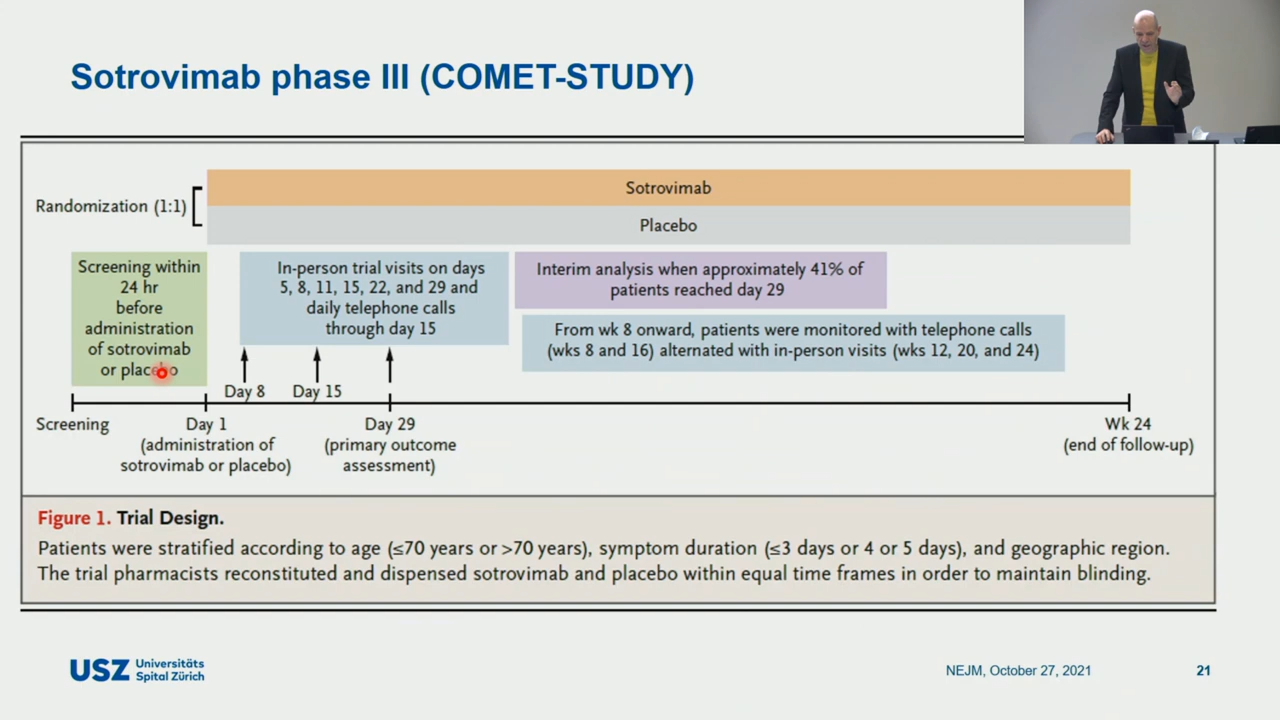 Sotrovimab phase III (COMET-STUDY)
Sotrovimab
Randomization (1:1)
Placebo
Screening within
24 hr
before
administration
of sotrovimab
or placebo
In-person trial visits on days
5, 8, 11, 15, 22, and 29 and
daily telephone calls
through day 15
Interim analysis when approximately 41% of
patients reached day 29
From wk 8 onward, patients were monitored with telephone calls
(wks 8 and 16) alternated with in-person visits (wks 12, 20, and 24)
Day 8
Day 15
Screening
Day 1
(administration of
sotrovimab or placebo)
Day 29
(primary outcome
assessment)
Wk 24
(end of follow-up)
Figure 1. Trial Design.
Patients were stratified according to age (≤70 years or >70 years), symptom duration (≤3 days or 4 or 5 days), and geographic region.
The trial pharmacists reconstituted and dispensed sotrovimab and placebo within equal time frames in order to maintain blinding.
USZ Universitäts
Spital Zürich
NEJM, October 27, 2021
21